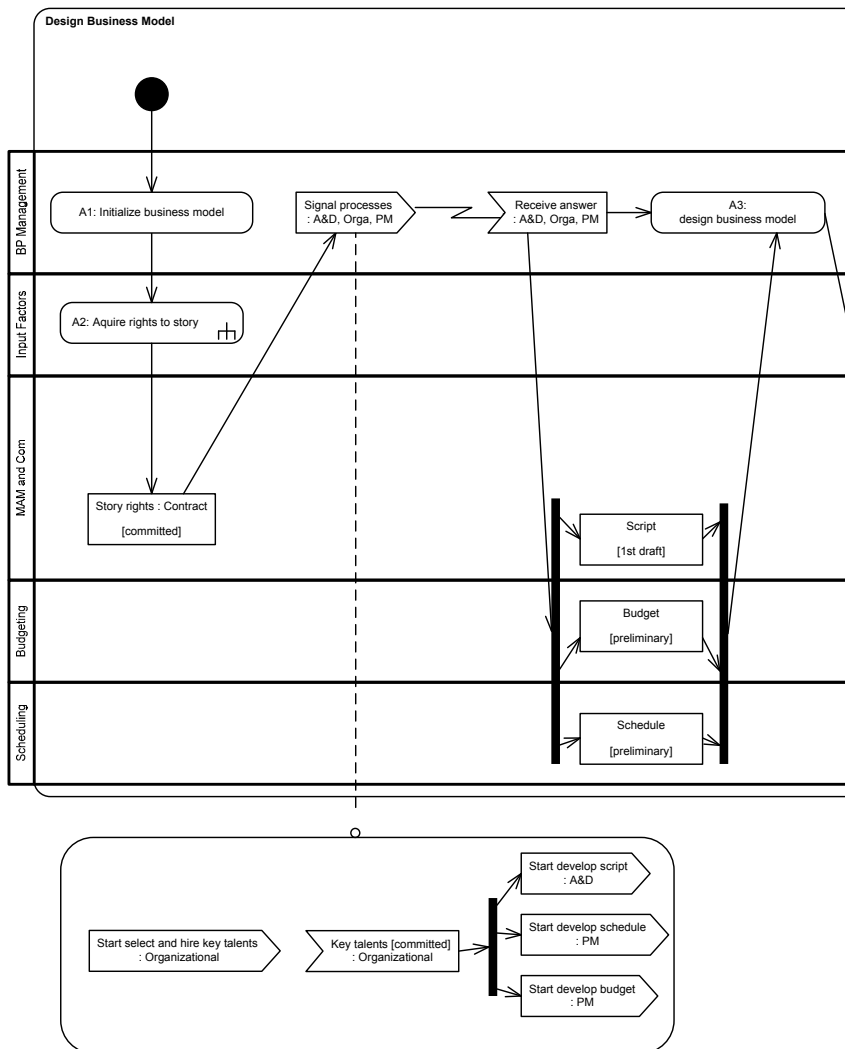 Design Business Model
BP Management
A1: Initialize business model
Signal processes
: A&D, Orga, PM
Receive answer
: A&D, Orga, PM
A3:
design business model
Input Factors
A2: Aquire rights to story
MAM and Com
Story rights : Contract
[committed]
Script
[1st draft]
Budgeting
Budget
[preliminary]
Scheduling
Schedule
[preliminary]
Start develop script
: A&D
Start select and hire key talents
: Organizational
Key talents [committed]
: Organizational
Start develop schedule
: PM
Start develop budget
: PM